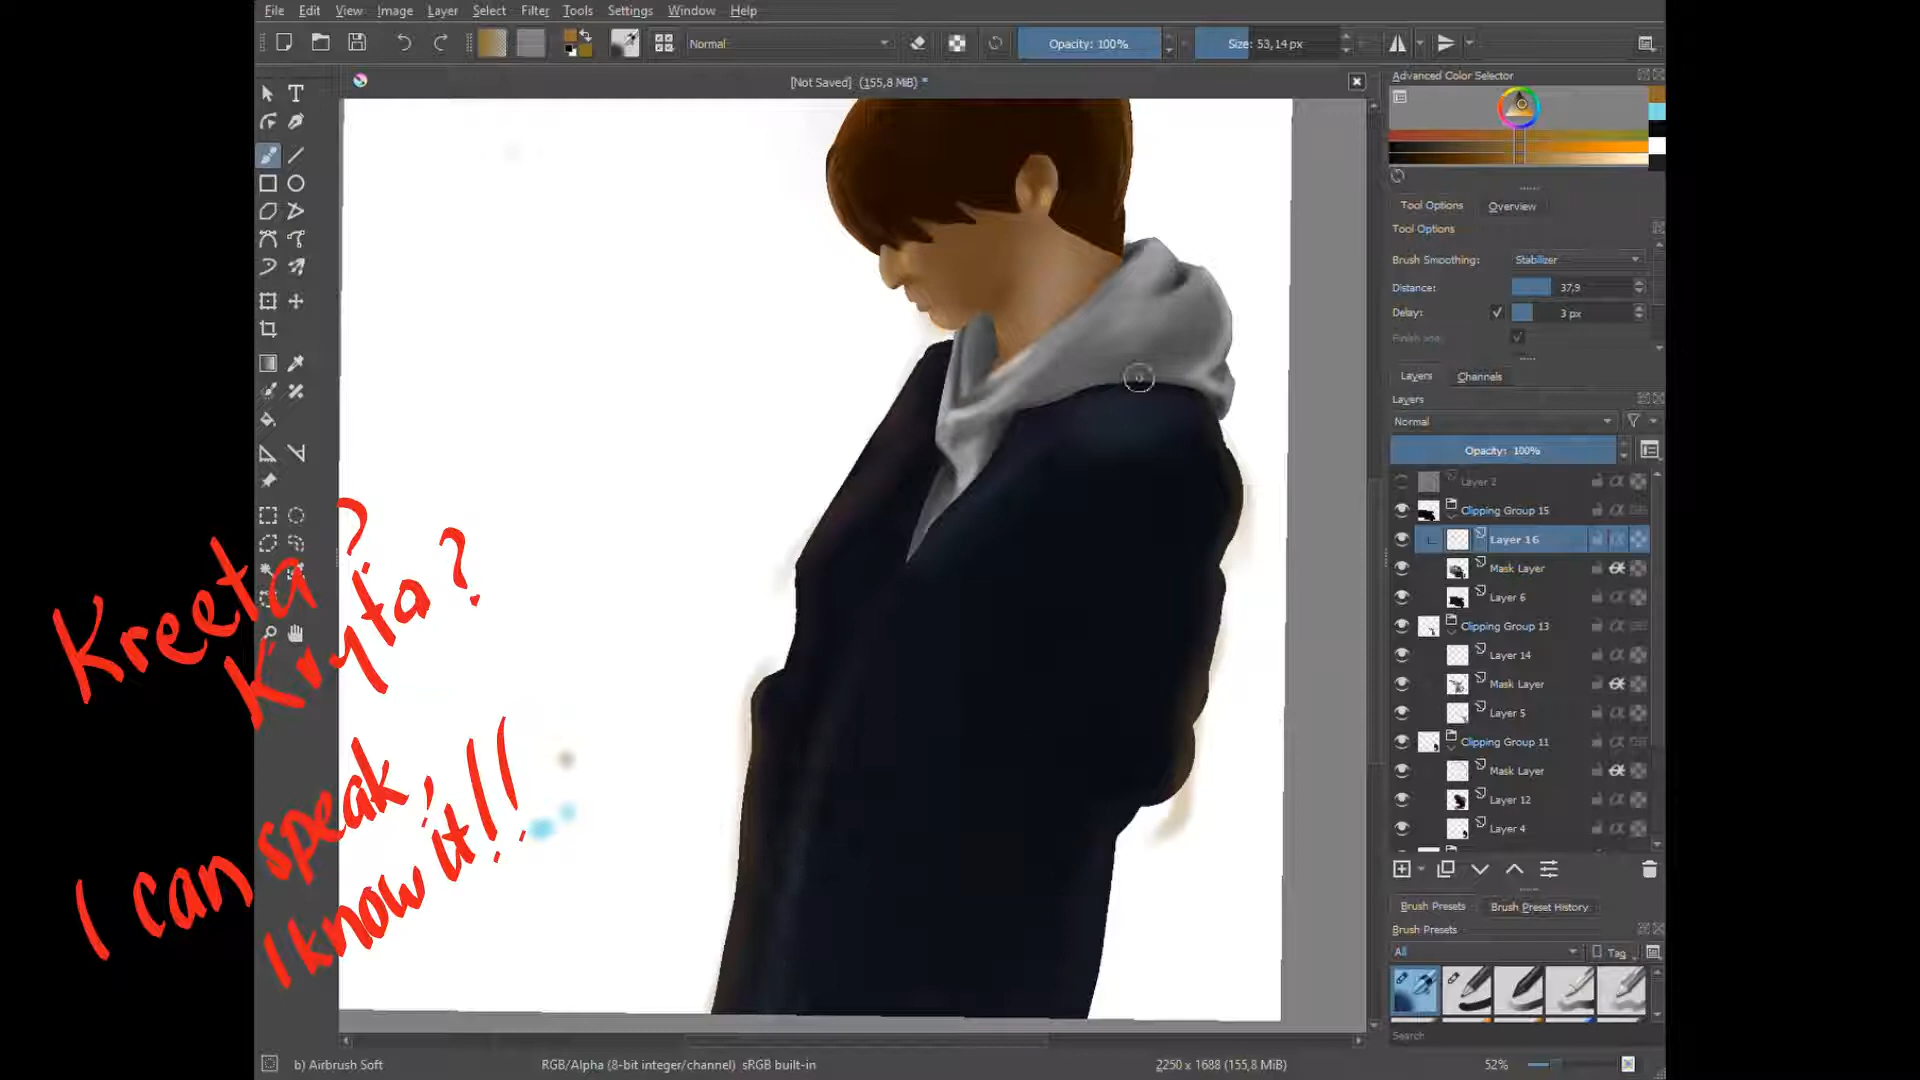 File Edit View Image Layer Select Filter Tools Settings Window Help
Normal
Opacity: 100%
Size: 53,14 px
[Not Saved] (155,8 MiB) *
Advanced Color Selector
Tool Options Overview
Tool Options
Brush Smoothing: Stabilizer
Distance: 37,9
Delay: 3 px
Layers Channels
Layers
Normal
Opacity: 100%
Layer 2
Clipping Group 15
Layer 16
Mask Layer
Layer 6
Clipping Group 13
Layer 14
Mask Layer
Layer 5
Clipping Group 11
Mask Layer
Layer 12
Layer 4
Brush Presets Brush Preset History
Brush Presets
All Tag
Search
Kreeta?
Kryta?
I can speak,
I know it!!!
b) Airbrush Soft
RGB/Alpha (8-bit integer/channel) sRGB built-in
2250 x 1688 (155,8 MiB)
52%